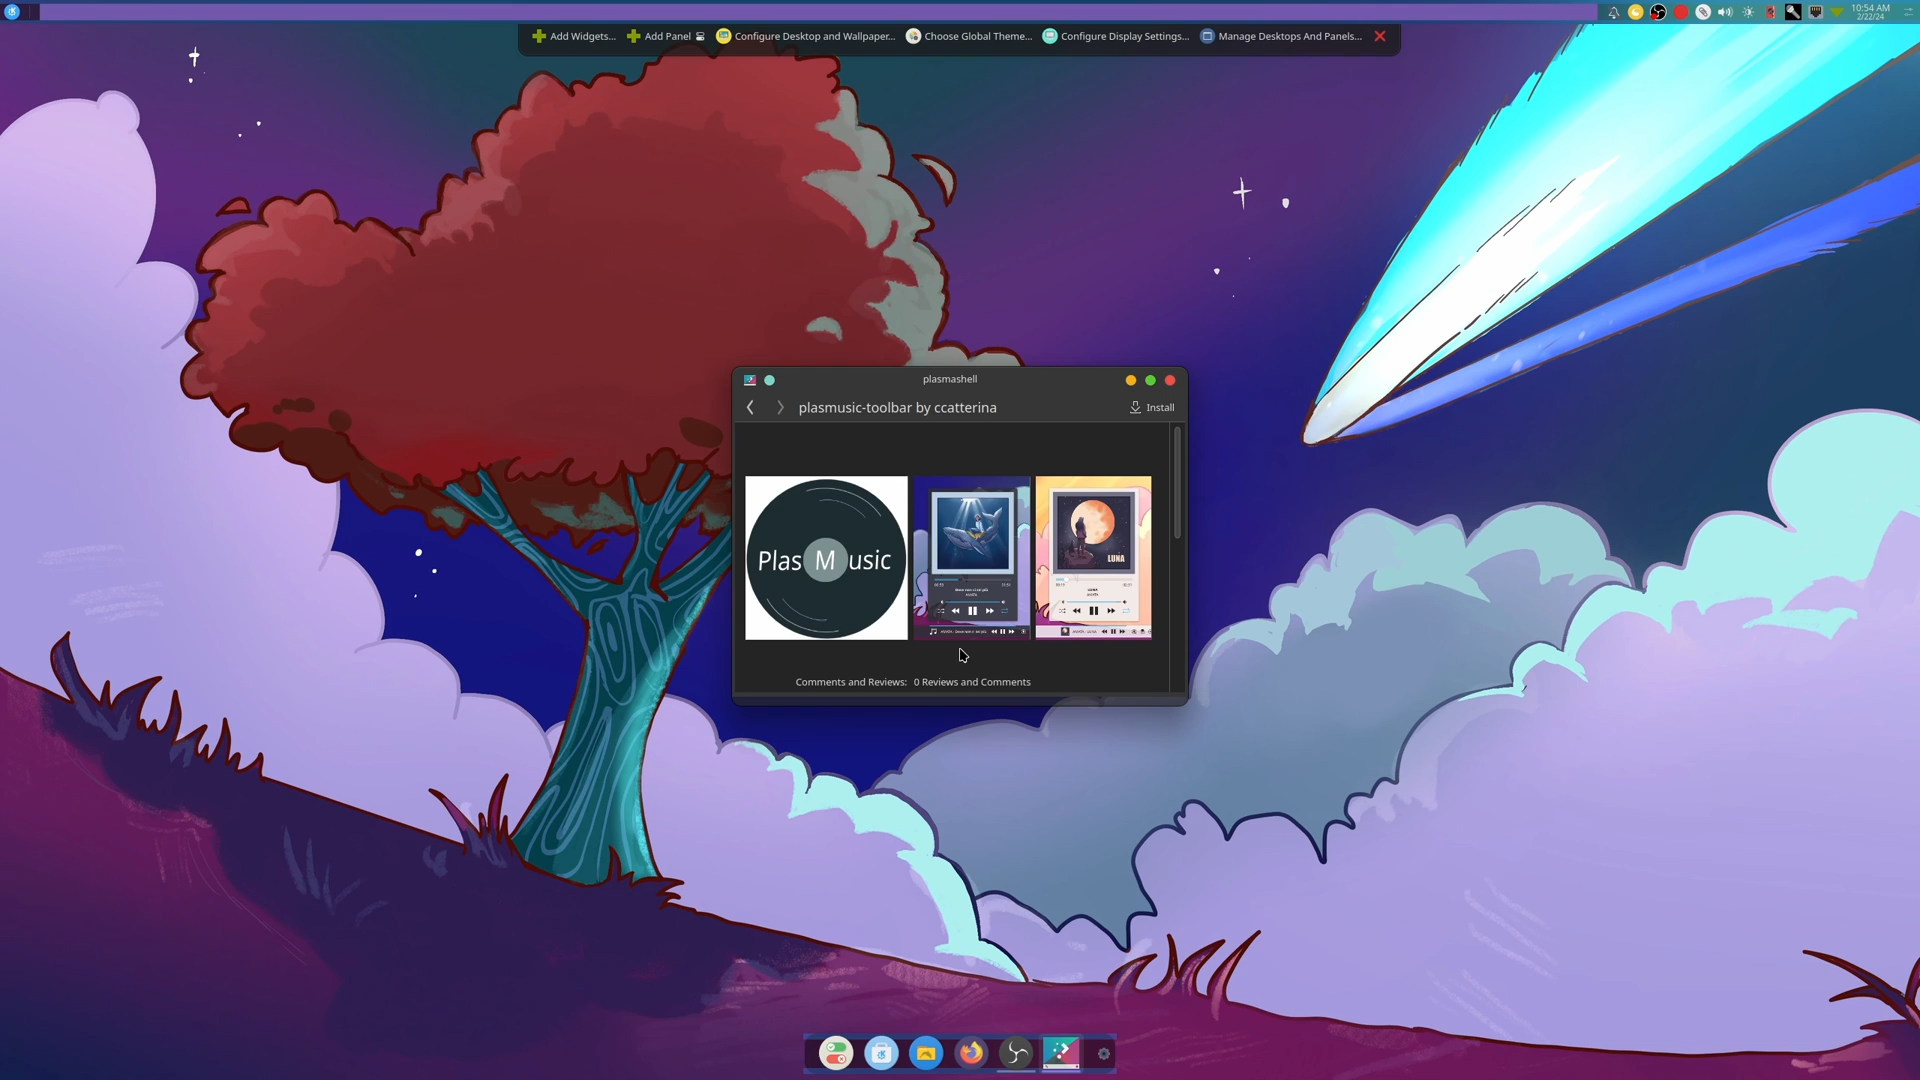 10:54 AM
2/22/24
Add Widgets...
Add Panel
Configure Desktop and Wallpaper...
Choose Global Theme...
Configure Display Settings...
Manage Desktops And Panels...
plasmashell
plasmusic-toolbar by ccatterina
Install
Plas M usic
LUNA
LUNA
Comments and Reviews: 0 Reviews and Comments